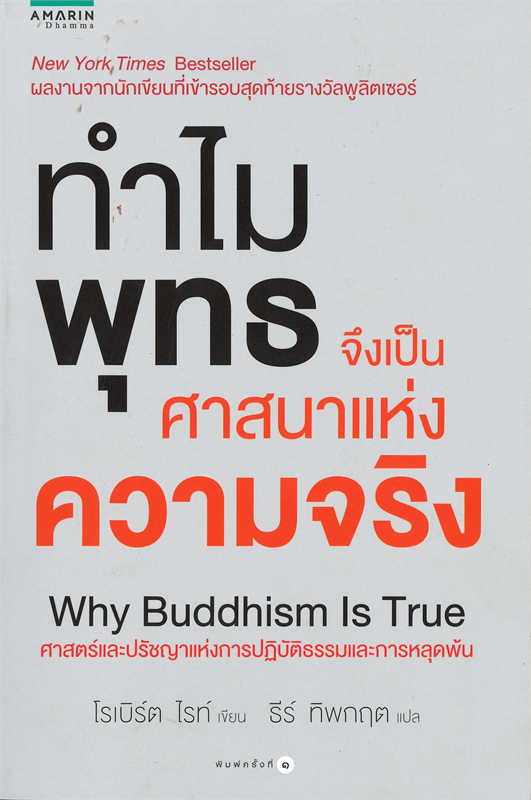 AMARIN
Dhamma
New York Times Bestseller
ผลงานจากนักเขียนที่เข้ารอบสุดท้ายรางวัลพูลิตเซอร์
ทำไม
พุทธ
จึงเป็น
ศาสนาแห่ง
ความจริง
Why Buddhism Is True
ศาสตร์และปรัชญาแห่งการปฏิบัติธรรมและการหลุดพ้น
โรเบิร์ต ไรท์ เขียน ธีร์ ทิพกฤต แปล
พิมพ์ครั้งที่ ๑